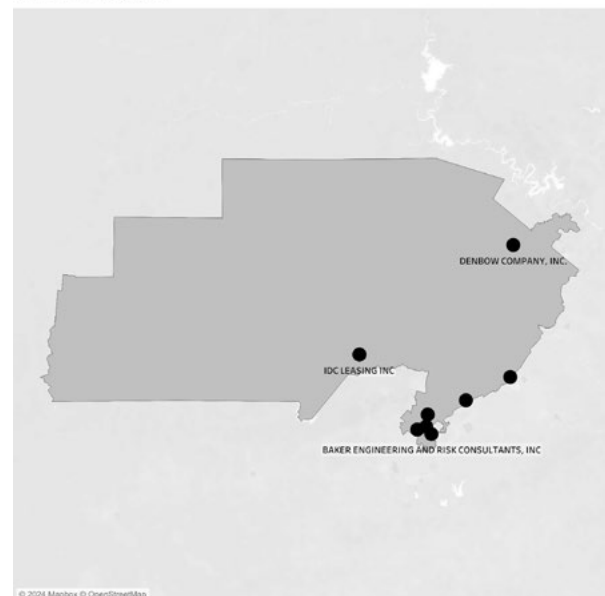 DENBOW COMPANY, INC.
IDC LEASING INC
BAKER ENGINEERING AND RISK CONSULTANTS, INC
© 2024 Mapbox © OpenStreetMap